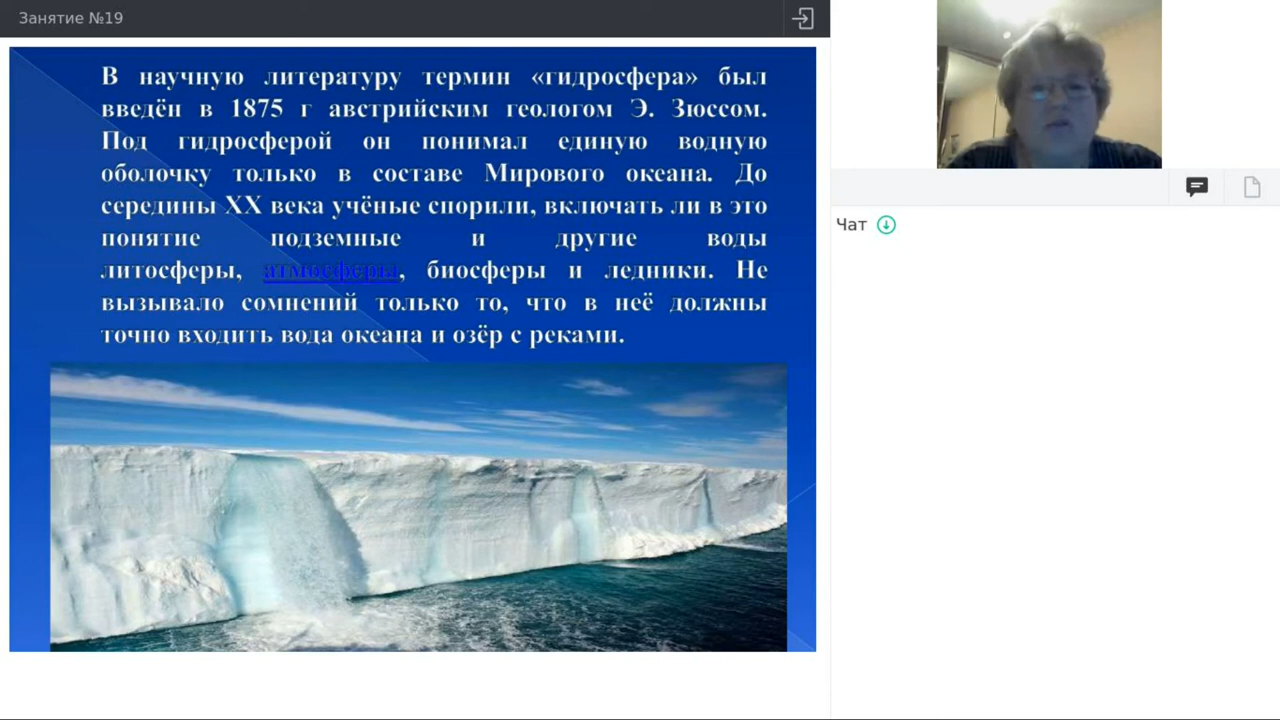 Занятие №19
В научную литературу термин «гидросфера» был
введён в 1875 г австрийским геологом Э. Зюссом.
Под гидросферой он понимал единую водную
оболочку только в составе Мирового океана. До
середины XX века учёные спорили, включать ли в это
понятие подземные и другие воды
литосферы, атмосферы, биосферы и ледники. Не
вызывало сомнений только то, что в неё должны
точно входить вода океана и озёр с реками.
Чат